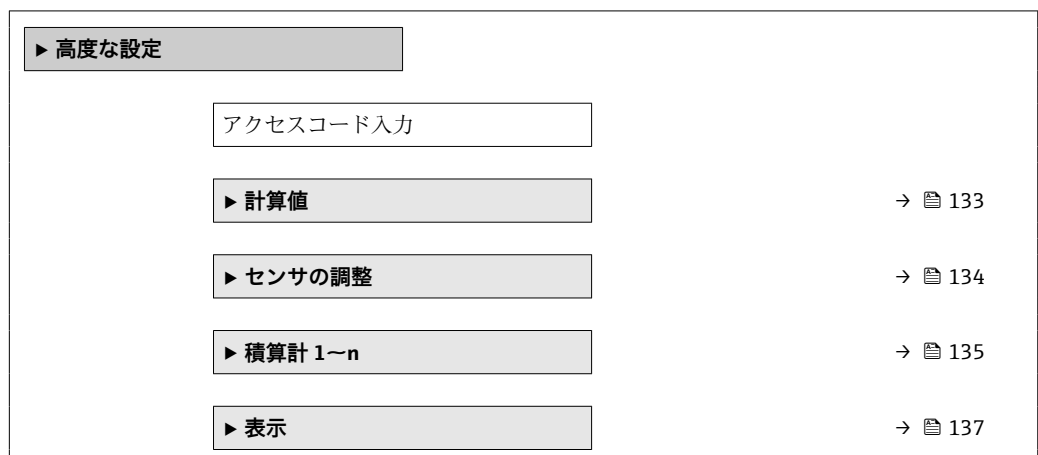 ▶ 高度な設定
アクセスコード入力
▶ 計算値 → 133
▶ センサの調整 → 134
▶ 積算計 1〜n → 135
▶ 表示 → 137